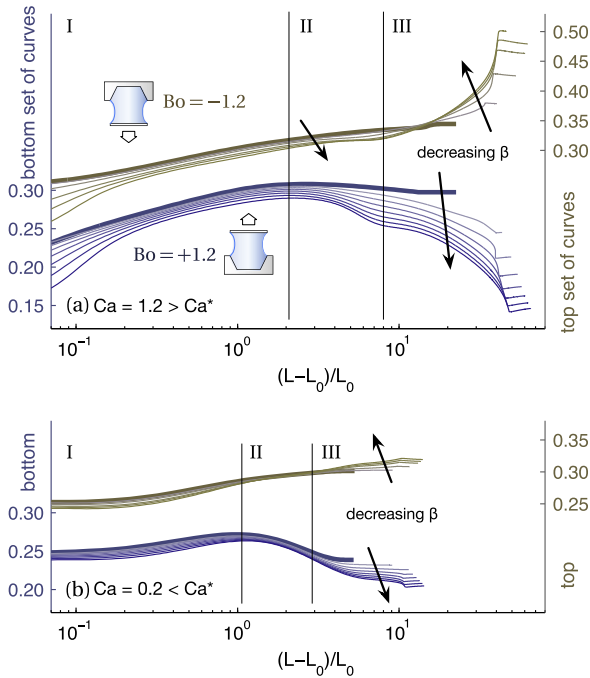 I II III
bottom set of curves
0.30
0.25
0.20
0.15
Bo = −1.2
Bo = +1.2
decreasing β
0.50
0.45
0.40
0.35
0.30
top set of curves
(a) Ca = 1.2 > Ca*
10⁻¹ 10⁰ 10¹
(L−L₀)/L₀
I II III
bottom
0.30
0.25
0.20
decreasing β
0.35
0.30
0.25
top
(b) Ca = 0.2 < Ca*
10⁻¹ 10⁰ 10¹
(L−L₀)/L₀